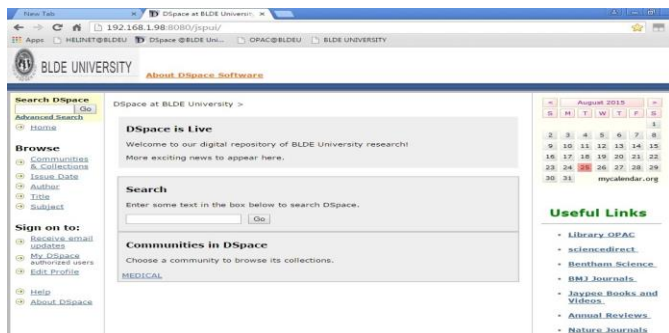 New Tab
DSpace at BLDE Universit
192.168.1.98:8080/jspui/
Apps HELINET@BLDEU DSpace @BLDE Uni... OPAC@BLDEU BLDE UNIVERSITY
BLDE UNIVERSITY
About DSpace Software
Search DSpace
Go
Advanced Search
Home
Browse
Communities
& Collections
Issue Date
Author
Title
Subject
Sign on to:
Receive email
updates
My DSpace
authorized users
Edit Profile
Help
About DSpace
DSpace at BLDE University >
DSpace is Live
Welcome to our digital repository of BLDE University research!
More exciting news to appear here.
Search
Enter some text in the box below to search DSpace.
Go
Communities in DSpace
Choose a community to browse its collections.
MEDICAL
« August 2015 »
S M T W T F S
1
2 3 4 5 6 7 8
9 10 11 12 13 14 15
16 17 18 19 20 21 22
23 24 25 26 27 28 29
30 31 mycalendar.org
Useful Links
Library OPAC
sciencedirect
Bentham Science
BMJ Journals
Jaypee Books and
Videos
Annual Reviews
Nature Journals